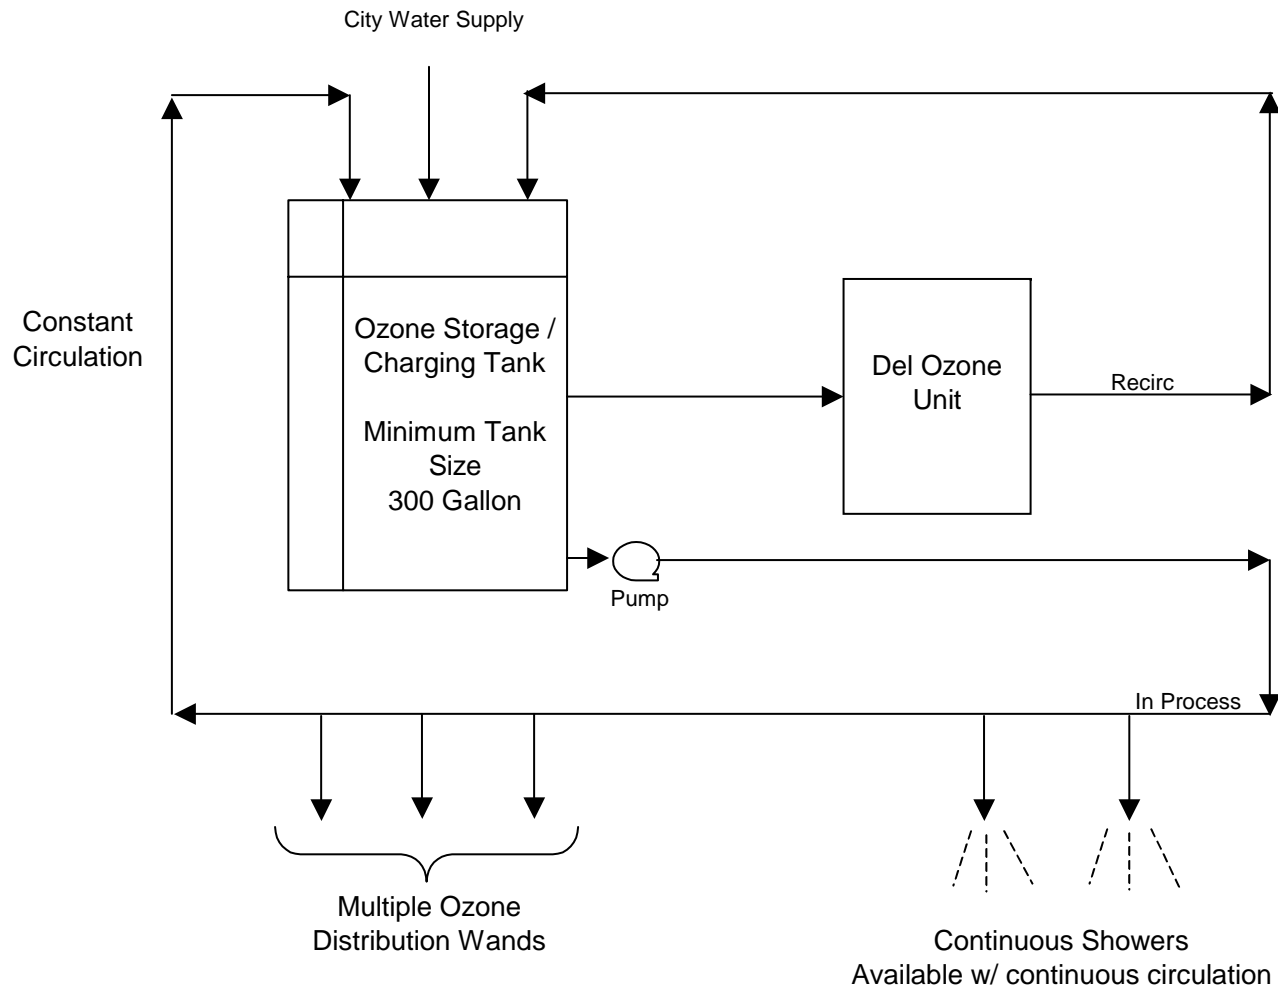 City Water Supply
Constant
Circulation
Ozone Storage /
Charging Tank
Minimum Tank
Size
300 Gallon
Del Ozone
Unit
Recirc
Pump
In Process
Multiple Ozone
Distribution Wands
Continuous Showers
Available w/ continuous circulation